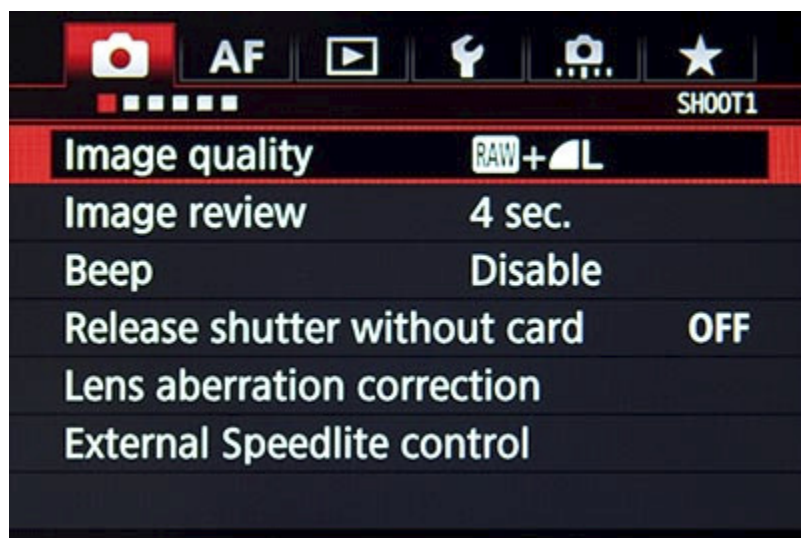 AF
SHOOT1
Image quality RAW+L
Image review 4 sec.
Beep Disable
Release shutter without card OFF
Lens aberration correction
External Speedlite control